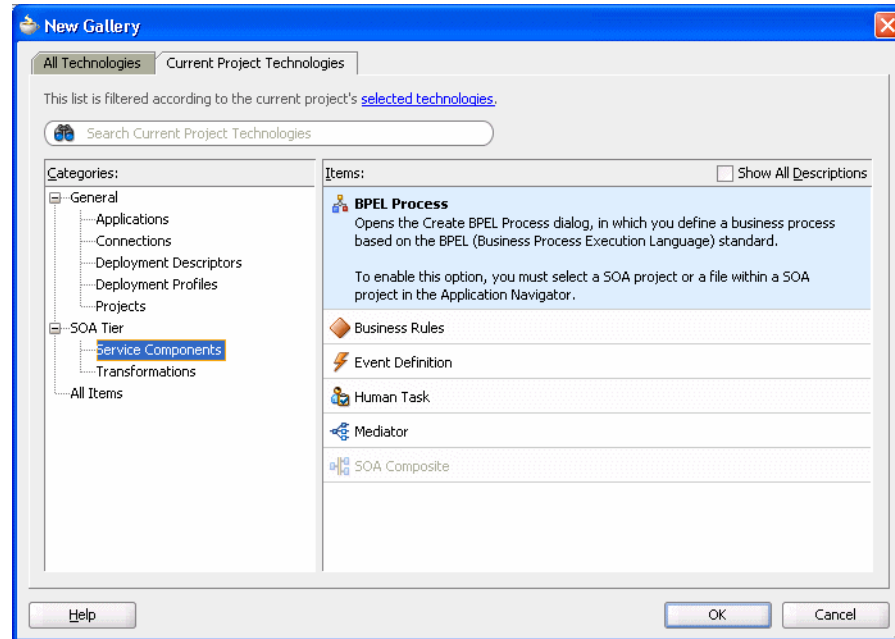 New Gallery
All Technologies
Current Project Technologies
This list is filtered according to the current project's selected technologies.
Search Current Project Technologies
Categories:
General
Applications
Connections
Deployment Descriptors
Deployment Profiles
Projects
SOA Tier
Service Components
Transformations
All Items
Items:
Show All Descriptions
BPEL Process
Opens the Create BPEL Process dialog, in which you define a business process
based on the BPEL (Business Process Execution Language) standard.
To enable this option, you must select a SOA project or a file within a SOA
project in the Application Navigator.
Business Rules
Event Definition
Human Task
Mediator
SOA Composite
Help
OK
Cancel